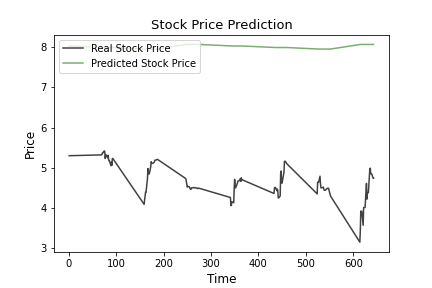 Stock Price Prediction
Real Stock Price
Predicted Stock Price
Price
8
7
6
5
4
3
0 100 200 300 400 500 600
Time